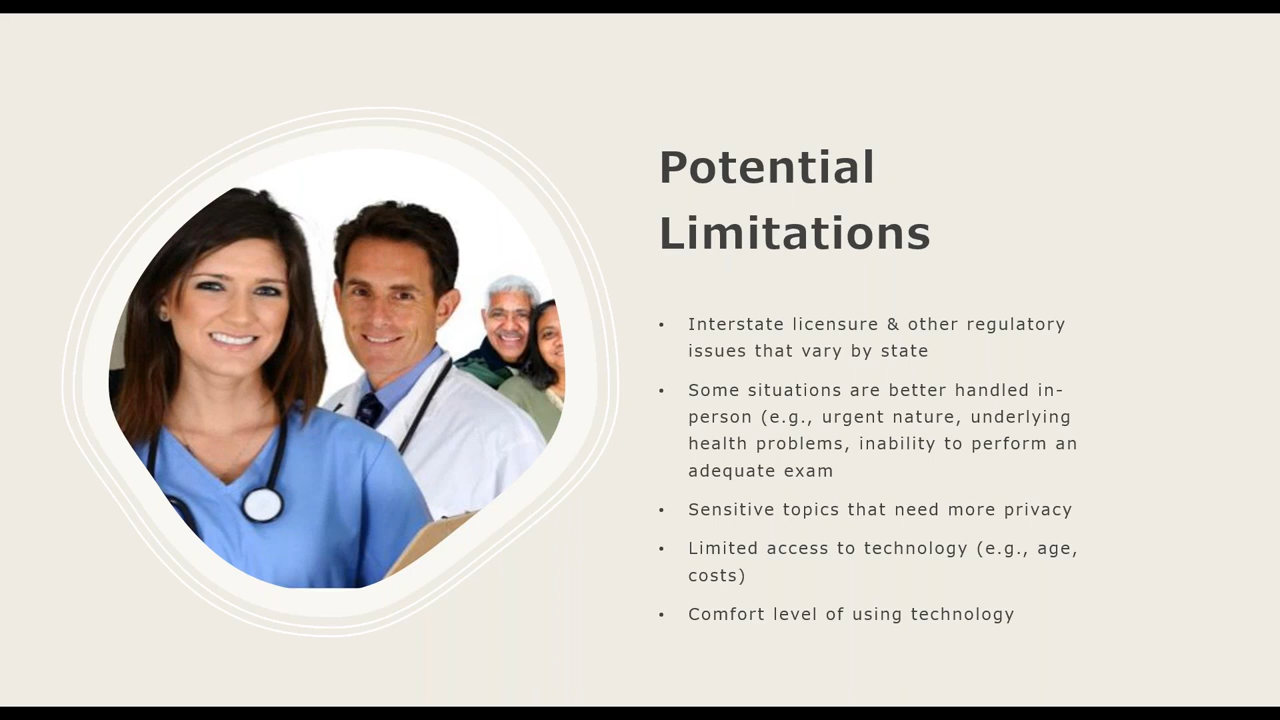 Potential
Limitations
• Interstate licensure & other regulatory
issues that vary by state
• Some situations are better handled in-
person (e.g., urgent nature, underlying
health problems, inability to perform an
adequate exam
• Sensitive topics that need more privacy
• Limited access to technology (e.g., age,
costs)
• Comfort level of using technology